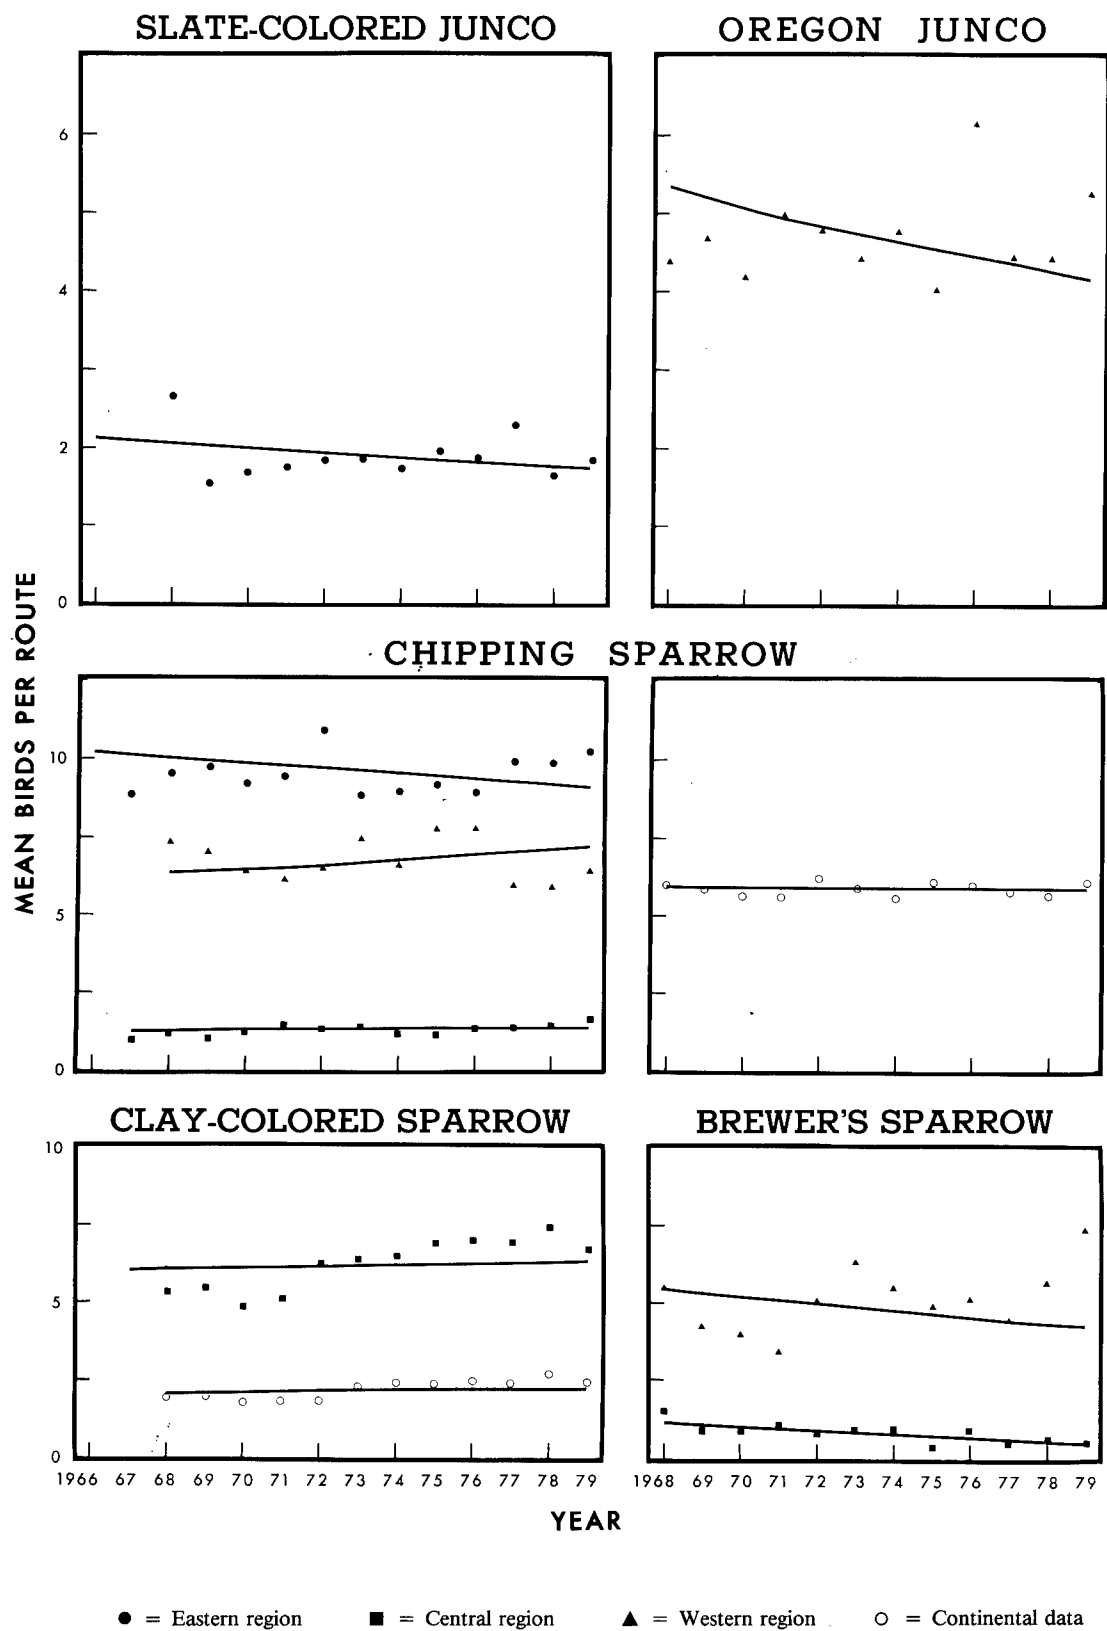 SLATE-COLORED JUNCO
OREGON JUNCO
6
4
2
0
CHIPPING SPARROW
10
5
0
CLAY-COLORED SPARROW
BREWER'S SPARROW
10
5
0
1966 67 68 69 70 71 72 73 74 75 76 77 78 79
1968 69 70 71 72 73 74 75 76 77 78 79
MEAN BIRDS PER ROUTE
YEAR
● = Eastern region ■ = Central region ▲ = Western region ○ = Continental data